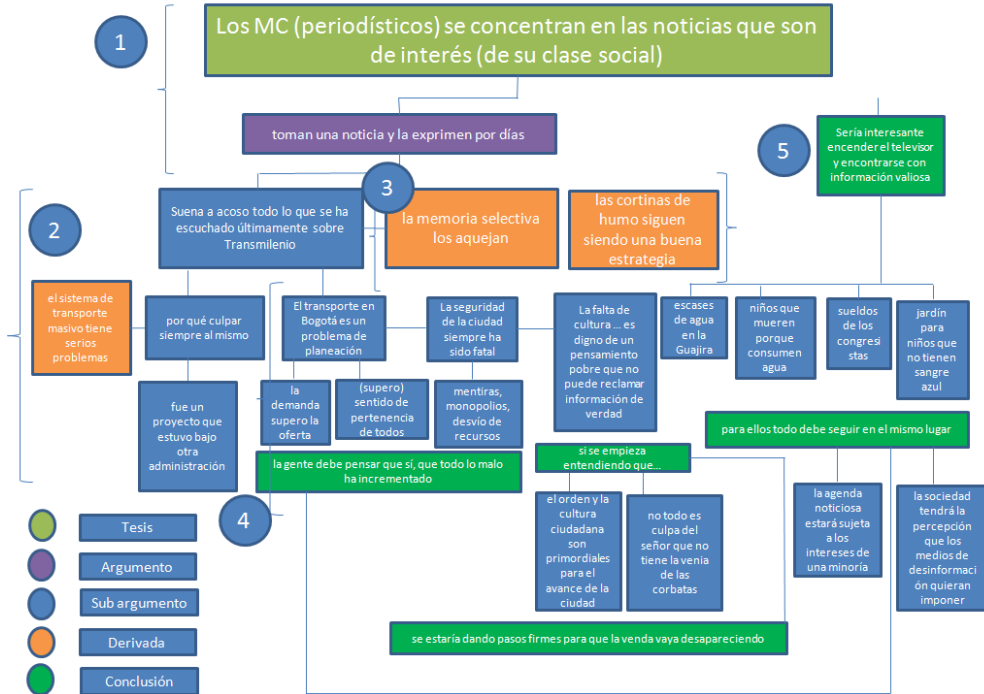 1
Los MC (periodísticos) se concentran en las noticias que son
de interés (de su clase social)
toman una noticia y la exprimen por días
5
Sería interesante
encender el televisor
y encontrarse con
información valiosa
3
2
Suena a acoso todo lo que se ha
escuchado últimamente sobre
Transmilenio
la memoria selectiva
los aquejan
las cortinas de
humo siguen
siendo una buena
estrategia
el sistema de
transporte
masivo tiene
serios
problemas
por qué culpar
siempre al mismo
El transporte en
Bogotá es un
problema de
planeación
La seguridad
de la ciudad
siempre ha
sido fatal
La falta de
cultura ... es
digno de un
pensamiento
pobre que no
puede reclamar
información de
verdad
escases
de agua
en la
Guajira
niños que
mueren
porque
consumen
agua
sueldos
de los
congresi
stas
jardín
para
niños que
no tienen
sangre
azul
fue un
proyecto que
estuvo bajo
otra
administración
la
demanda
supero la
oferta
(supero)
sentido de
pertenencia
de todos
mentiras,
monopolios,
desvío de
recursos
para ellos todo debe seguir en el mismo lugar
la gente debe pensar que sí, que todo lo malo
ha incrementado
si se empieza
entendiendo que...
4
el orden y la
cultura
ciudadana
son
primordiales
para el
avance de la
ciudad
no todo es
culpa del
señor que no
tiene la venia
de las
corbatas
la agenda
noticiosa
estará sujeta
a los
intereses de
una minoría
la sociedad
tendrá la
percepción
que los
medios de
desinformaci
ón quieran
imponer
se estaría dando pasos firmes para que la venda vaya desapareciendo
Tesis
Argumento
Sub argumento
Derivada
Conclusión